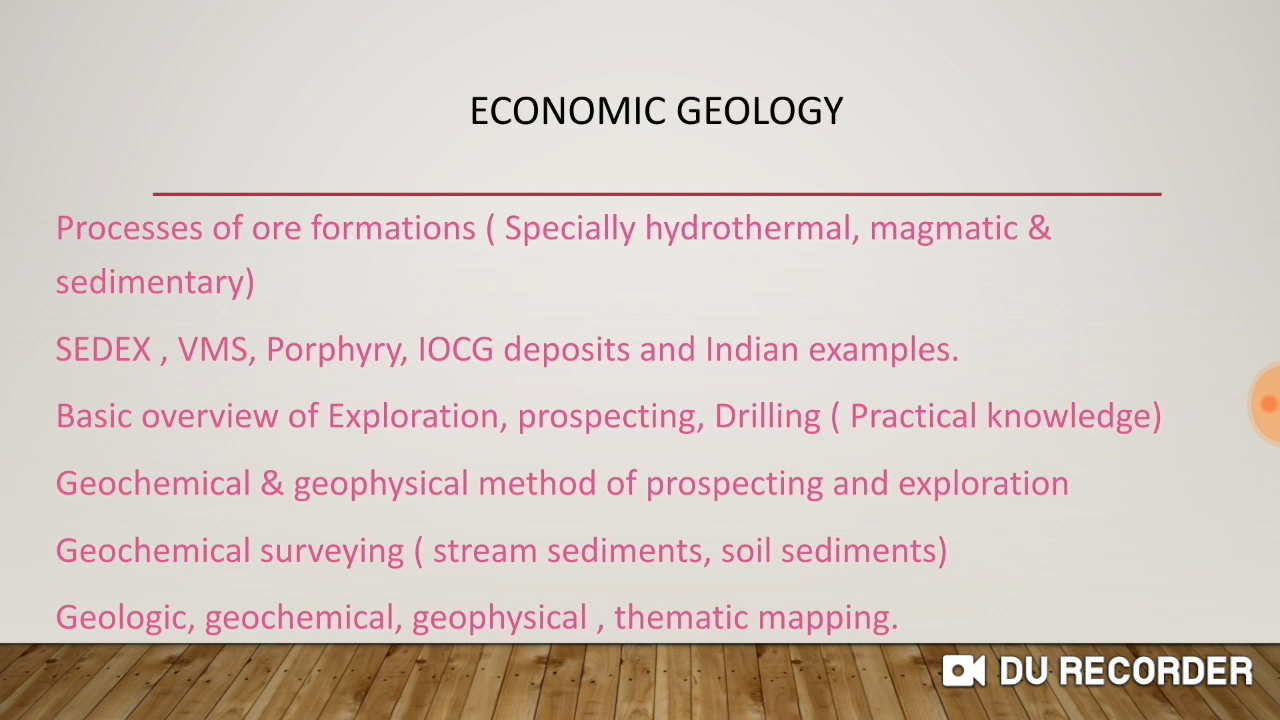 ECONOMIC GEOLOGY
Processes of ore formations ( Specially hydrothermal, magmatic &
sedimentary)
SEDEX , VMS, Porphyry, IOCG deposits and Indian examples.
Basic overview of Exploration, prospecting, Drilling ( Practical knowledge)
Geochemical & geophysical method of prospecting and exploration
Geochemical surveying ( stream sediments, soil sediments)
Geologic, geochemical, geophysical , thematic mapping.
DU RECORDER